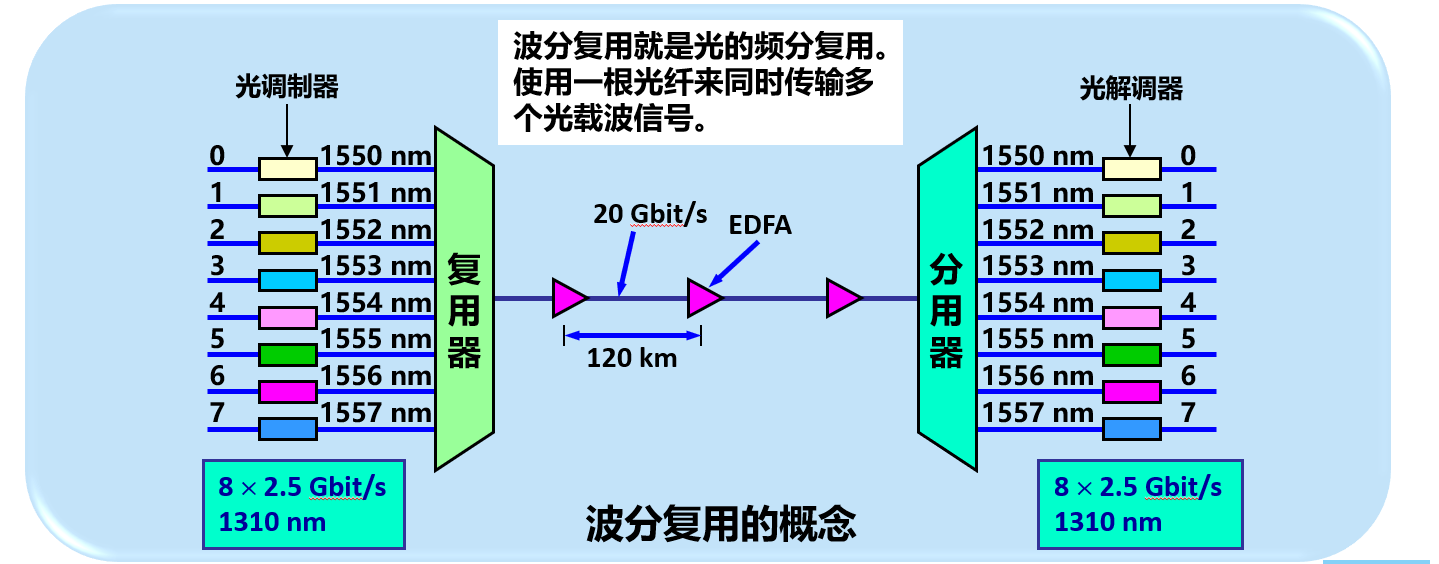 波分复用就是光的频分复用。
使用一根光纤来同时传输多
个光载波信号。
光调制器
光解调器
0 1550 nm
1 1551 nm
2 1552 nm
3 1553 nm
4 1554 nm
5 1555 nm
6 1556 nm
7 1557 nm
复用器
20 Gbit/s
EDFA
120 km
分用器
1550 nm 0
1551 nm 1
1552 nm 2
1553 nm 3
1554 nm 4
1555 nm 5
1556 nm 6
1557 nm 7
8 × 2.5 Gbit/s
1310 nm
8 × 2.5 Gbit/s
1310 nm
波分复用的概念